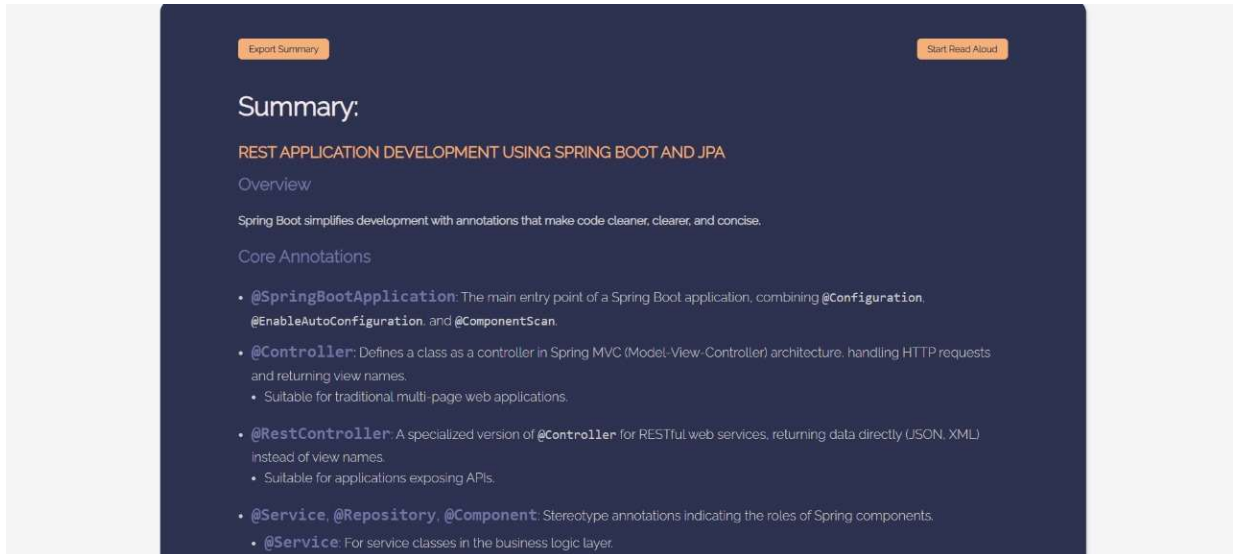 Export Summary
Start Read Aloud
Summary:
REST APPLICATION DEVELOPMENT USING SPRING BOOT AND JPA
Overview
Spring Boot simplifies development with annotations that make code cleaner, clearer, and concise.
Core Annotations
• @SpringBootApplication: The main entry point of a Spring Boot application, combining @Configuration,
@EnableAutoConfiguration, and @ComponentScan.
• @Controller: Defines a class as a controller in Spring MVC (Model-View-Controller) architecture, handling HTTP requests
and returning view names.
• Suitable for traditional multi-page web applications.
• @RestController: A specialized version of @Controller for RESTful web services, returning data directly (JSON, XML)
instead of view names.
• Suitable for applications exposing APIs.
• @Service, @Repository, @Component: Stereotype annotations indicating the roles of Spring components.
• @Service: For service classes in the business logic layer.